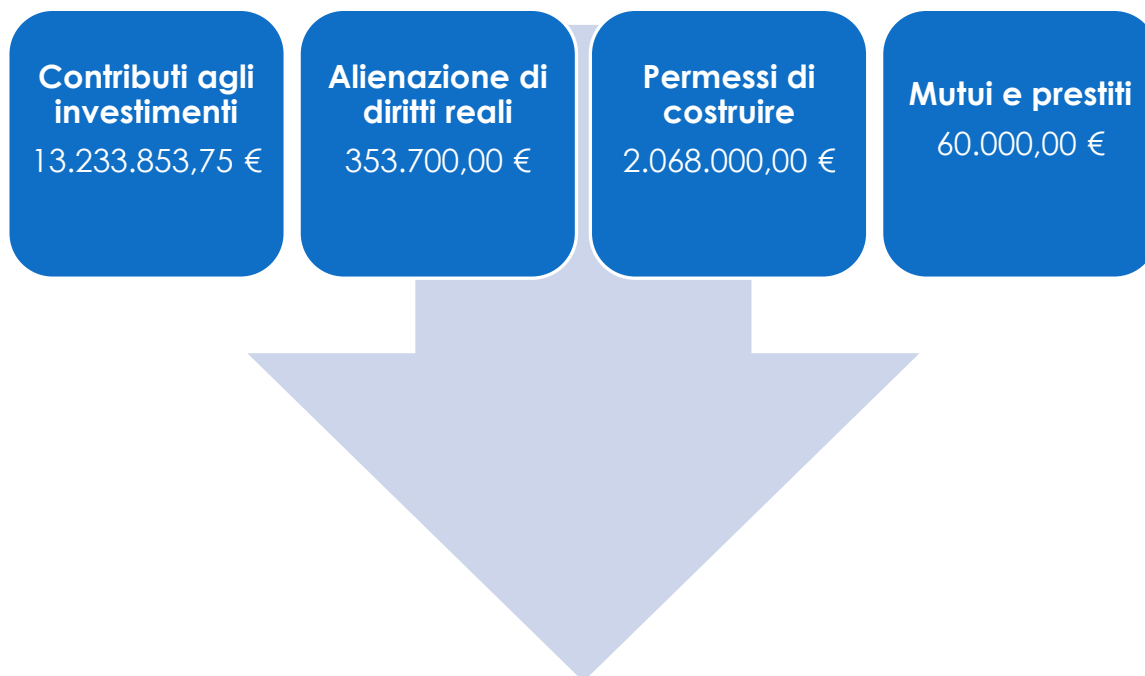 Contributi agli
investimenti
13.233.853,75 €
Alienazione di
diritti reali
353.700,00 €
Permessi di
costruire
2.068.000,00 €
Mutui e prestiti
60.000,00 €